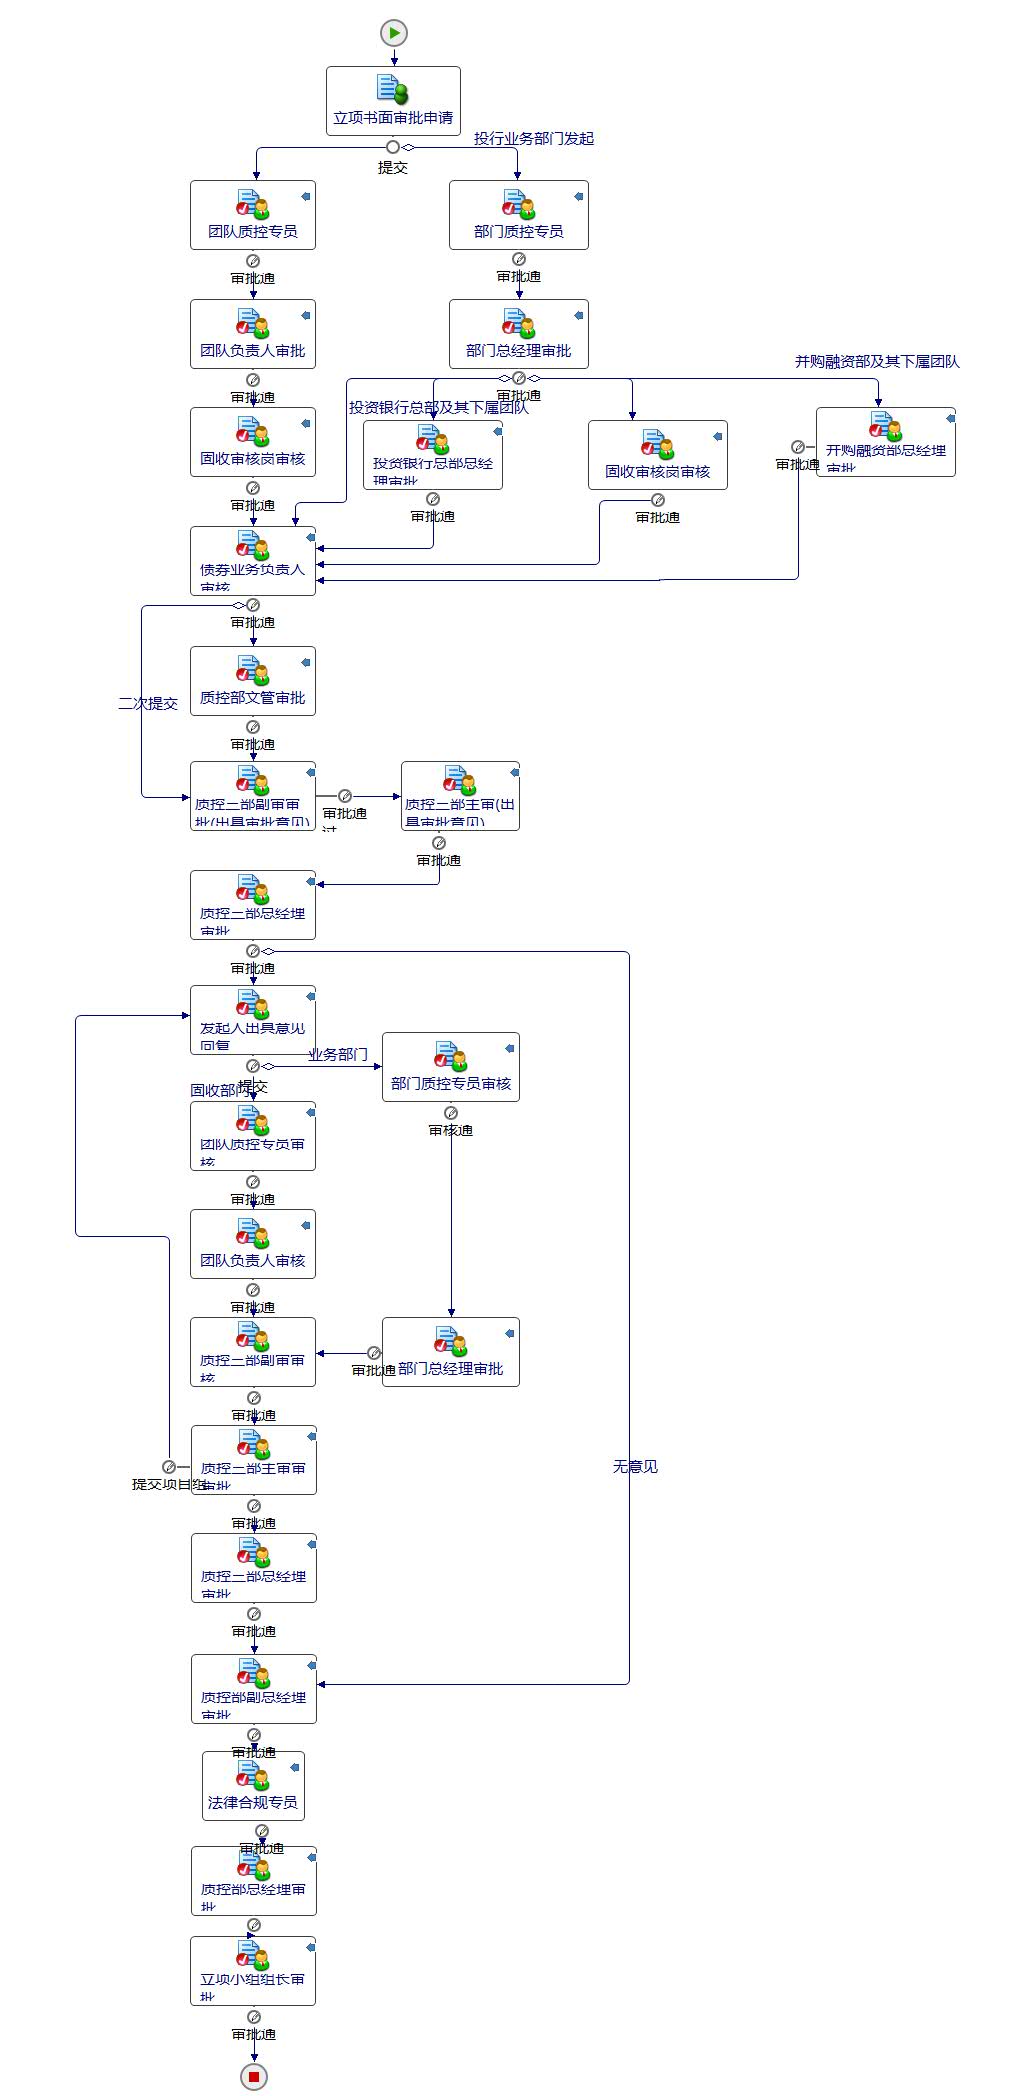 立项书面审批申请
投行业务部门发起
提交
团队质控专员
部门质控专员
审批通
审批通
团队负责人审批
部门总经理审批
并购融资部及其下属团队
审批通
审批通
投资银行总部及其下属团队
固收审核岗审核
投资银行总部总经
理审批
固收审核岗审核
并购融资部总经理
审批
审批通
审批通
审批通
审批通
债券业务负责人
审核
审批通
质控部文管审批
二次提交
审批通
质控三部副审审
批(出具审批意见)
审批通
过
质控三部主审(出
具审批意见)
审批通
质控三部总经理
审批
审批通
发起人出具意见
回复
业务部门
提交
固收部门
部门质控专员审核
团队质控专员审
核
审核通
审批通
团队负责人审核
审批通
质控三部副审审
核
审批通
部门总经理审批
审批通
质控三部主审审
批
提交项目组
无意见
审批通
质控三部总经理
审批
审批通
质控部副总经理
审批
审批通
法律合规专员
审批通
质控部总经理审
批
立项小组组长审
批
审批通